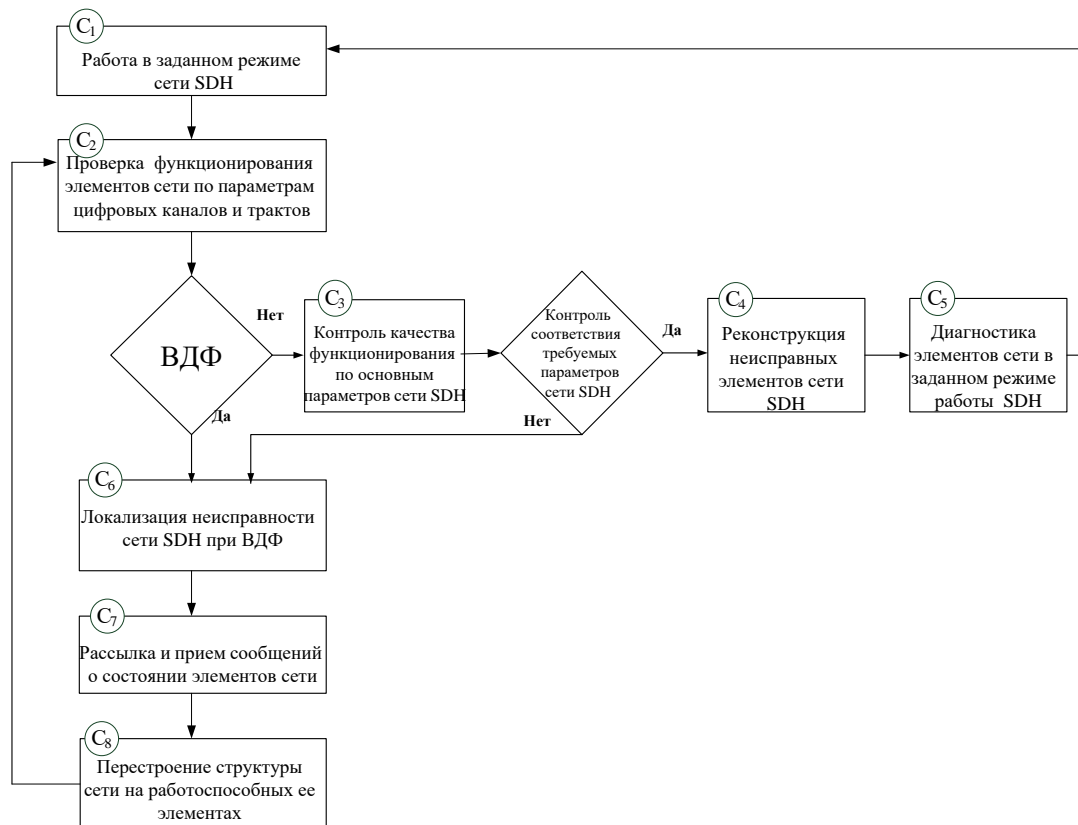 C1
Работа в заданном режиме
сети SDH
C2
Проверка функционирования
элементов сети по параметрам
цифровых каналов и трактов
ВДФ
Нет
Да
C3
Контроль качества
функционирования
по основным
параметров сети SDH
Контроль
соответствия
требуемых
параметров
сети SDH
Да
Нет
C4
Реконструкция
неисправных
элементов сети
SDH
C5
Диагностика
элементов сети в
заданном режиме
работы SDH
C6
Локализация неисправности
сети SDH при ВДФ
C7
Рассылка и прием сообщений
о состоянии элементов сети
C8
Перестроение структуры
сети на работоспособных ее
элементах